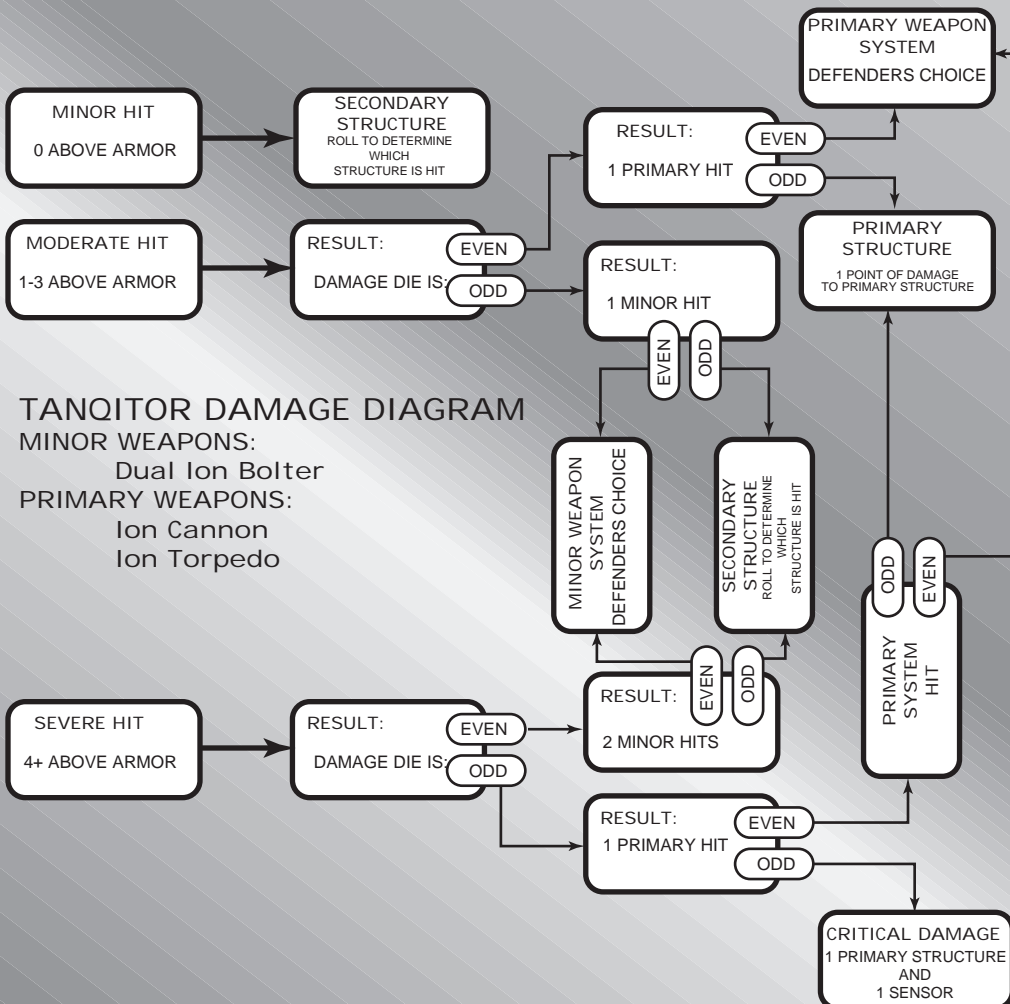 PRIMARY WEAPON
SYSTEM
DEFENDERS CHOICE
MINOR HIT
0 ABOVE ARMOR
SECONDARY
STRUCTURE
ROLL TO DETERMINE
WHICH
STRUCTURE IS HIT
RESULT:
1 PRIMARY HIT
EVEN
ODD
MODERATE HIT
1-3 ABOVE ARMOR
RESULT:
DAMAGE DIE IS:
EVEN
ODD
RESULT:
1 MINOR HIT
EVEN
ODD
PRIMARY
STRUCTURE
1 POINT OF DAMAGE
TO PRIMARY STRUCTURE
TANQITOR DAMAGE DIAGRAM
MINOR WEAPONS:
Dual Ion Bolter
PRIMARY WEAPONS:
Ion Cannon
Ion Torpedo
MINOR WEAPON
SYSTEM
DEFENDERS CHOICE
SECONDARY
STRUCTURE
ROLL TO DETERMINE
WHICH
STRUCTURE IS HIT
ODD
EVEN
PRIMARY
SYSTEM
HIT
SEVERE HIT
4+ ABOVE ARMOR
RESULT:
DAMAGE DIE IS:
EVEN
ODD
RESULT:
2 MINOR HITS
EVEN
ODD
RESULT:
1 PRIMARY HIT
EVEN
ODD
CRITICAL DAMAGE
1 PRIMARY STRUCTURE
AND
1 SENSOR